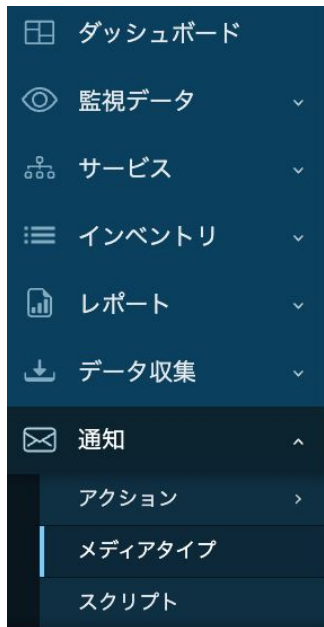 ダッシュボード
監視データ
サービス
インベントリ
レポート
データ収集
通知
アクション
メディアタイプ
スクリプト